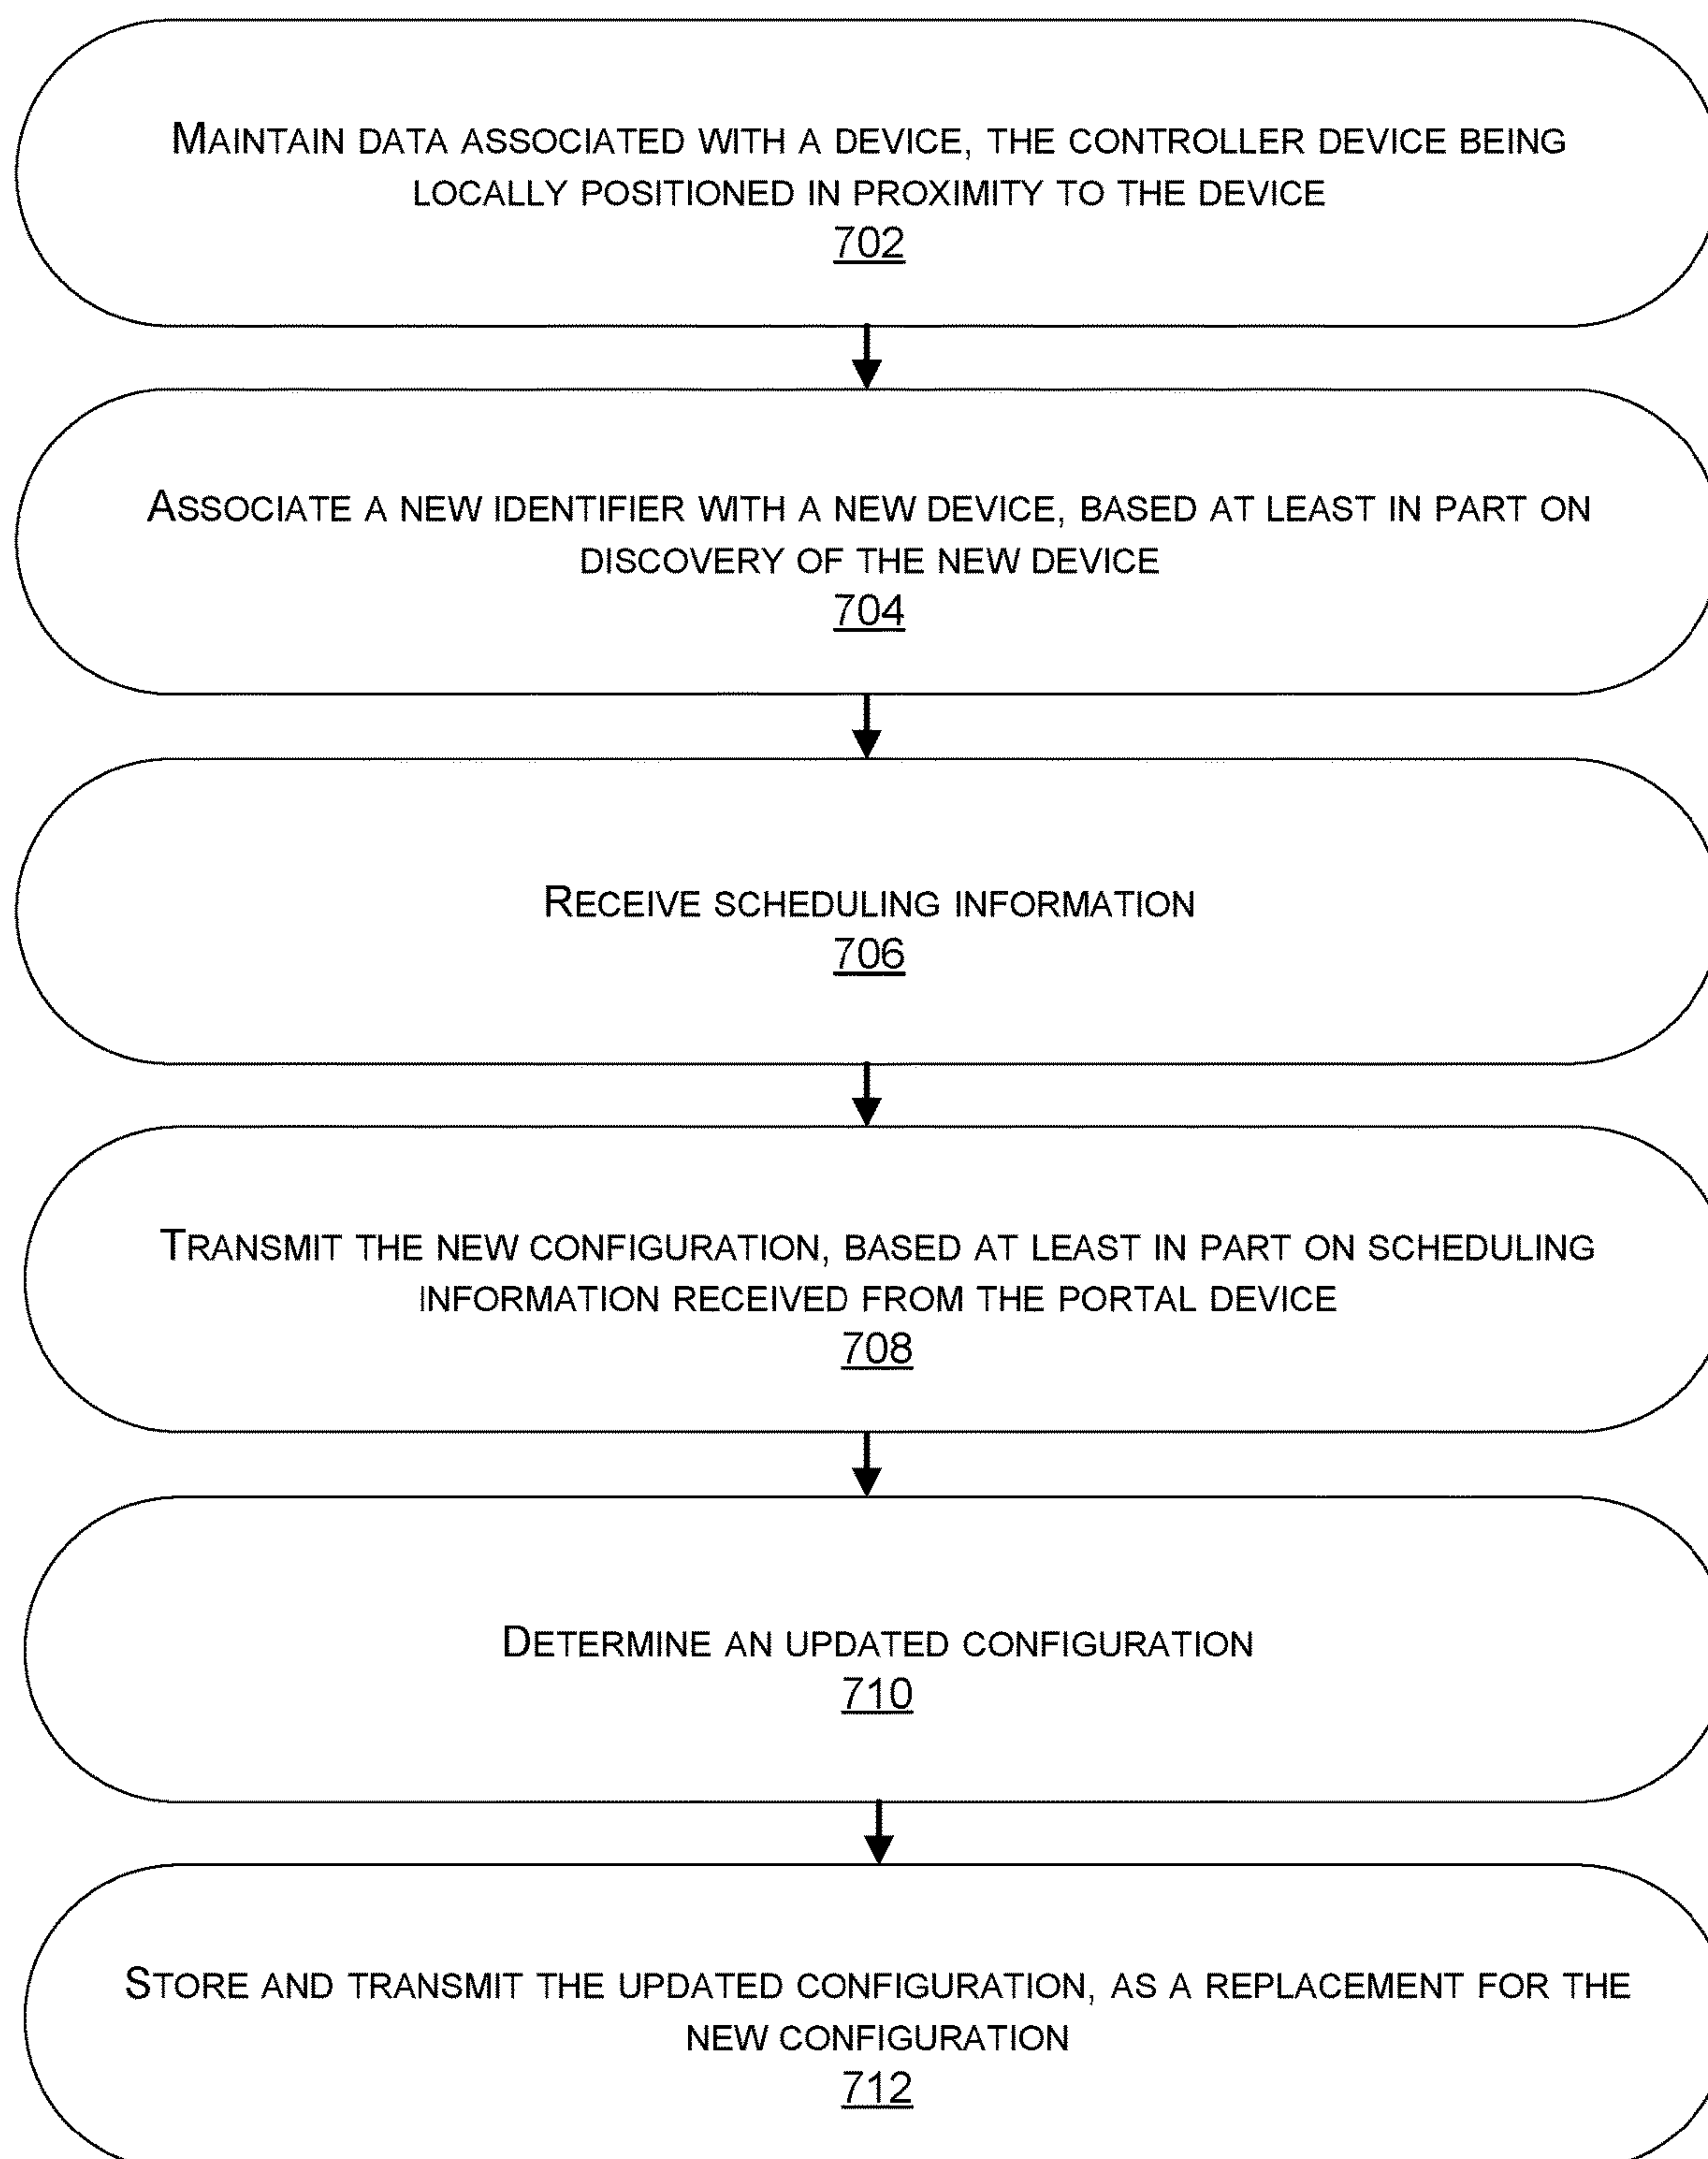 MAINTAIN DATA ASSOCIATED WITH A DEVICE, THE CONTROLLER DEVICE BEING
LOCALLY POSITIONED IN PROXIMITY TO THE DEVICE
702
ASSOCIATE A NEW IDENTIFIER WITH A NEW DEVICE, BASED AT LEAST IN PART ON
DISCOVERY OF THE NEW DEVICE
704
RECEIVE SCHEDULING INFORMATION
706
TRANSMIT THE NEW CONFIGURATION, BASED AT LEAST IN PART ON SCHEDULING
INFORMATION RECEIVED FROM THE PORTAL DEVICE
708
DETERMINE AN UPDATED CONFIGURATION
710
STORE AND TRANSMIT THE UPDATED CONFIGURATION, AS A REPLACEMENT FOR THE
NEW CONFIGURATION
712